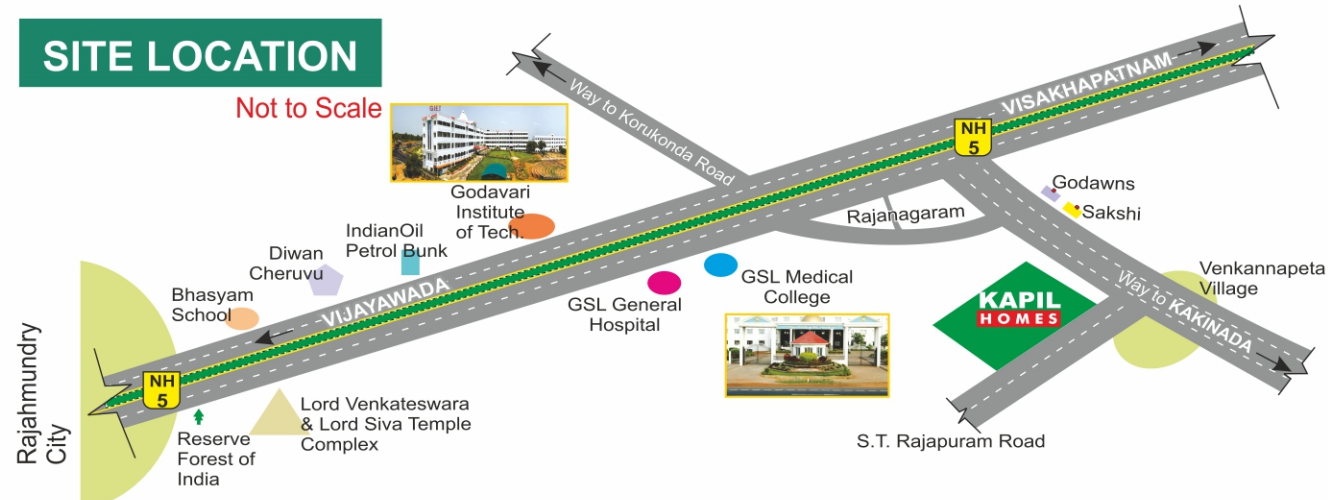 SITE LOCATION
Not to Scale
GIET
Godavari
Institute
of Tech.
IndianOil
Petrol Bunk
Diwan
Cheruvu
Bhasyam
School
Way to Korukonda Road
VISAKHAPATNAM
NH
5
Godawns
Sakshi
Rajanagaram
VIJAYAWADA
GSL General
Hospital
GSL Medical
College
KAPIL
HOMES
Venkannapeta
Village
Way to KAKINADA
Rajahmundry
City
NH
5
Reserve
Forest of
India
Lord Venkateswara
& Lord Siva Temple
Complex
S.T. Rajapuram Road